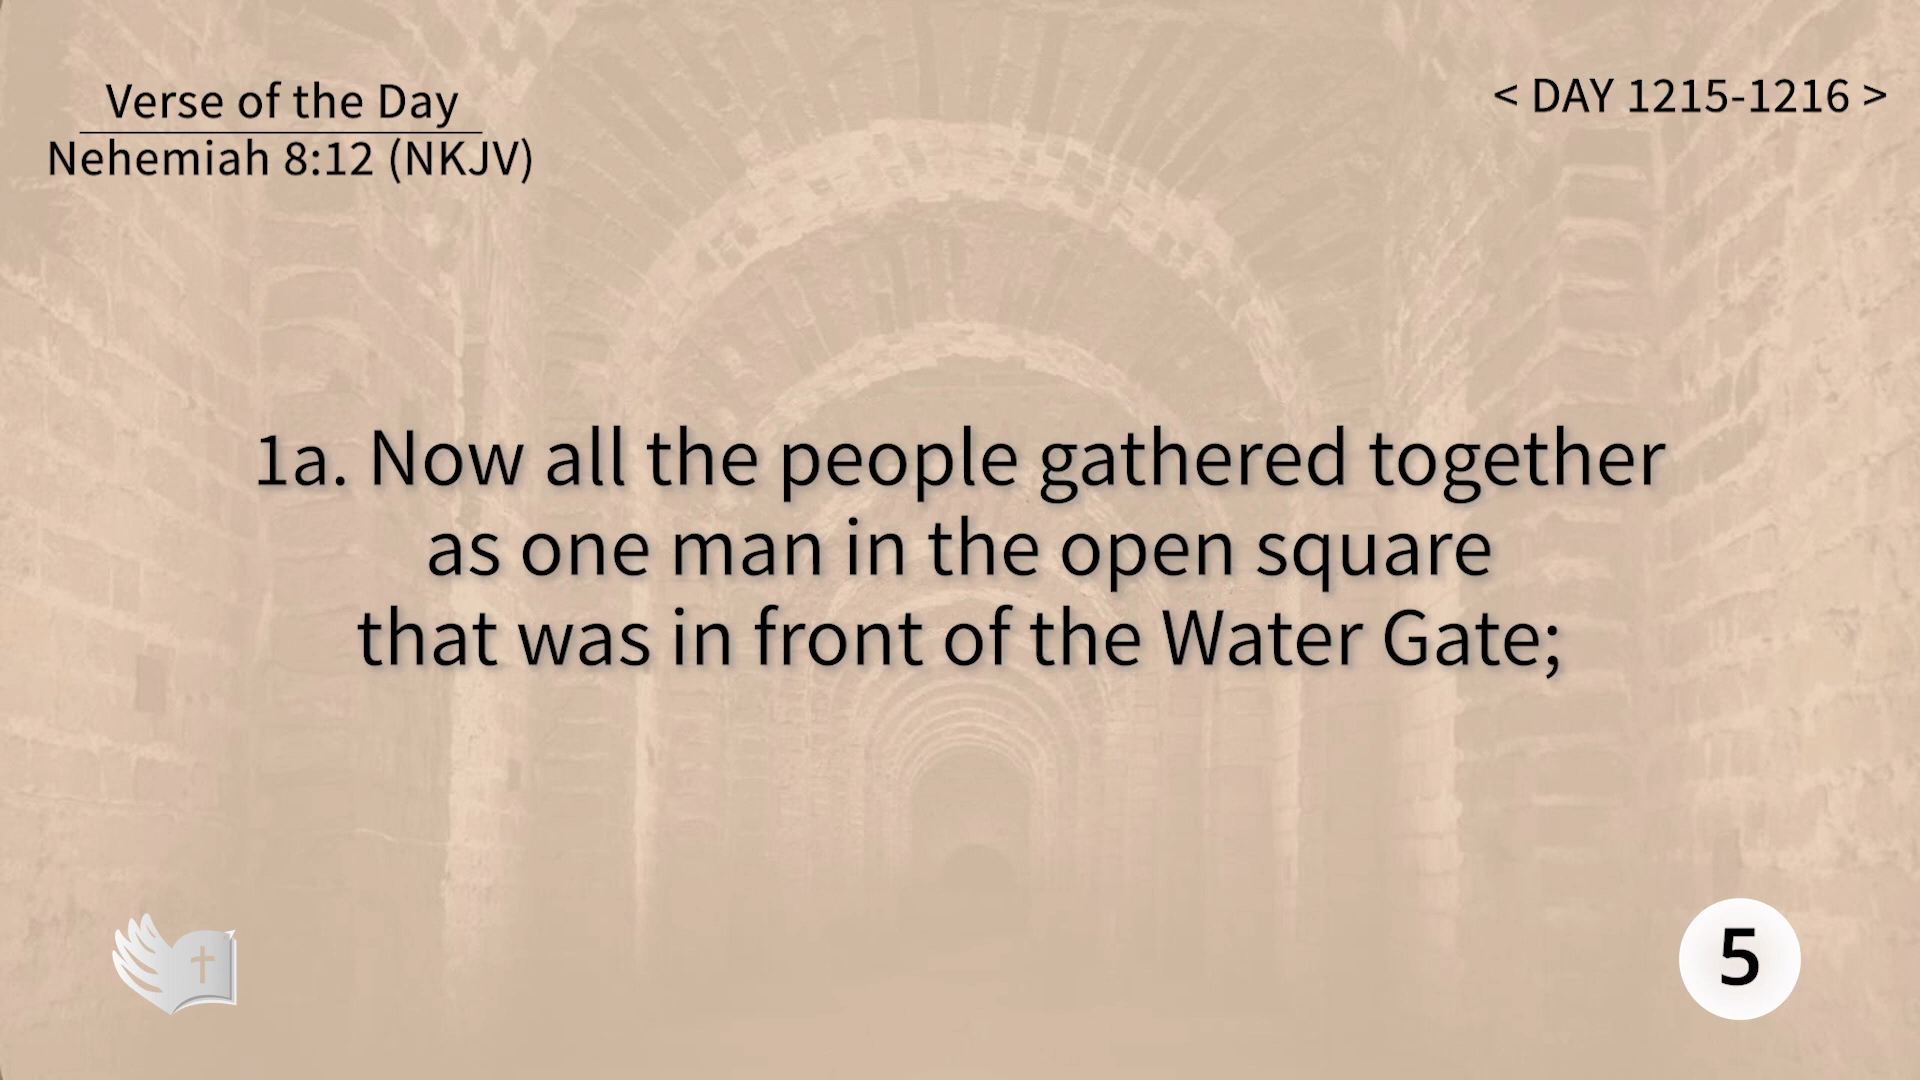 Verse of the Day
Nehemiah 8:12 (NKJV)
< DAY 1215-1216 >
1a. Now all the people gathered together
as one man in the open square
that was in front of the Water Gate;
5